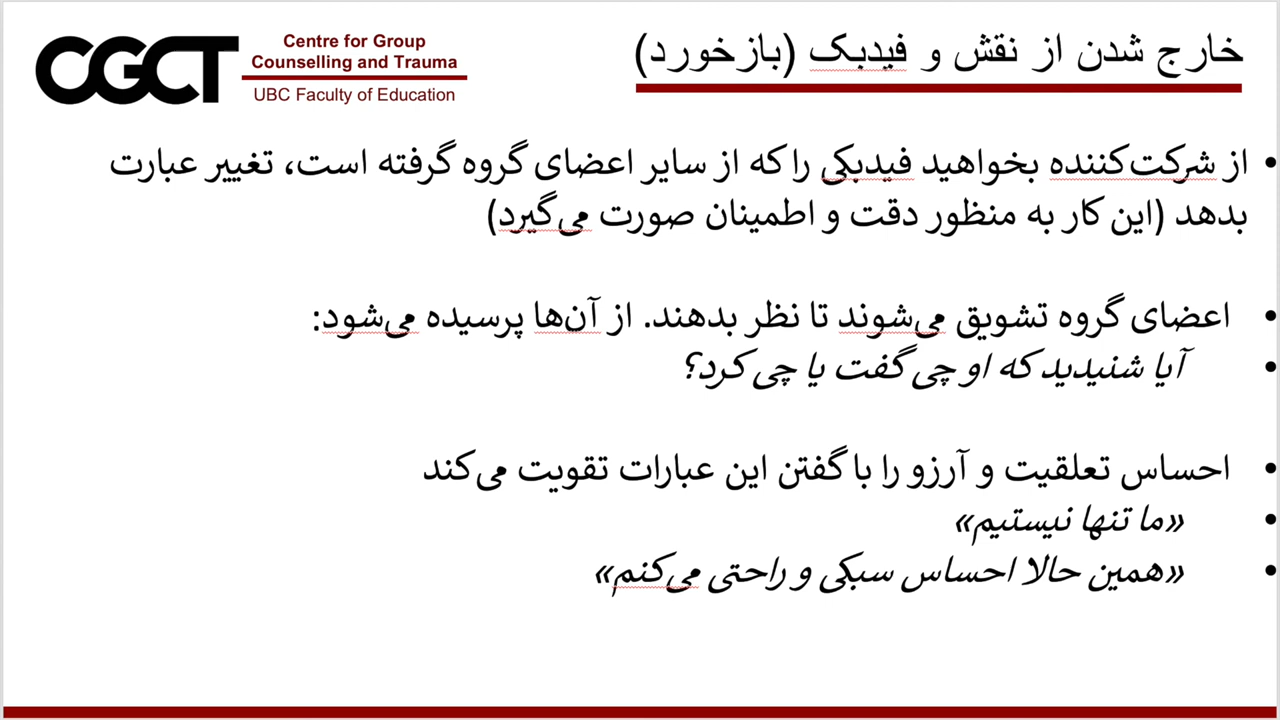 CGCT
Centre for Group
Counselling and Trauma
UBC Faculty of Education
خارج شدن از نقش و فیدبک (بازخورد)
• از شرکت‌کننده بخواهید فیدبکی را که از سایر اعضای گروه گرفته است، تغییر عبارت
بدهد (این کار به منظور دقت و اطمینان صورت می‌گیرد)
• اعضای گروه تشویق می‌شوند تا نظر بدهند. از آن‌ها پرسیده می‌شود:
• آیا شنیدید که او چی گفت یا چی کرد؟
• احساس تعلقیت و آرزو را با گفتن این عبارات تقویت می‌کند
• «ما تنها نیستیم»
• «همین حالا احساس سبکی و راحتی می‌کنم»